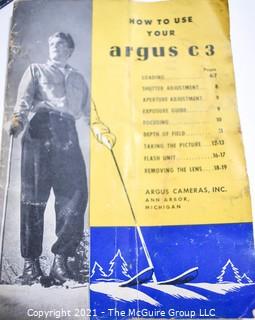 HOW TO USE
YOUR
argus c3
Pages
LOADING 6-7
SHUTTER ADJUSTMENT 8
APERTURE ADJUSTMENT 9
EXPOSURE GUIDE 9
FOCUSING 10
DEPTH OF FIELD 11
TAKING THE PICTURE 12-13
FLASH UNIT 16-17
REMOVING THE LENS 18-19
ARGUS CAMERAS, INC.
ANN ARBOR,
MICHIGAN
Copyright © 2021 - The McGruire Group LLC